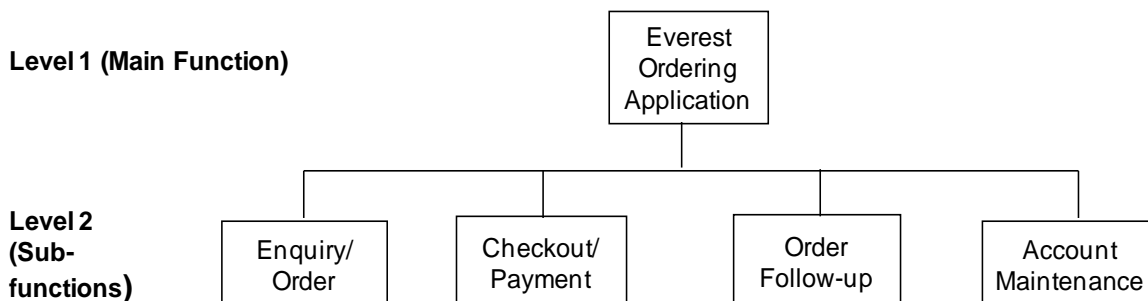 Level 1 (Main Function)
Everest
Ordering
Application
Level 2
(Sub-
functions)
Enquiry/
Order
Checkout/
Payment
Order
Follow-up
Account
Maintenance